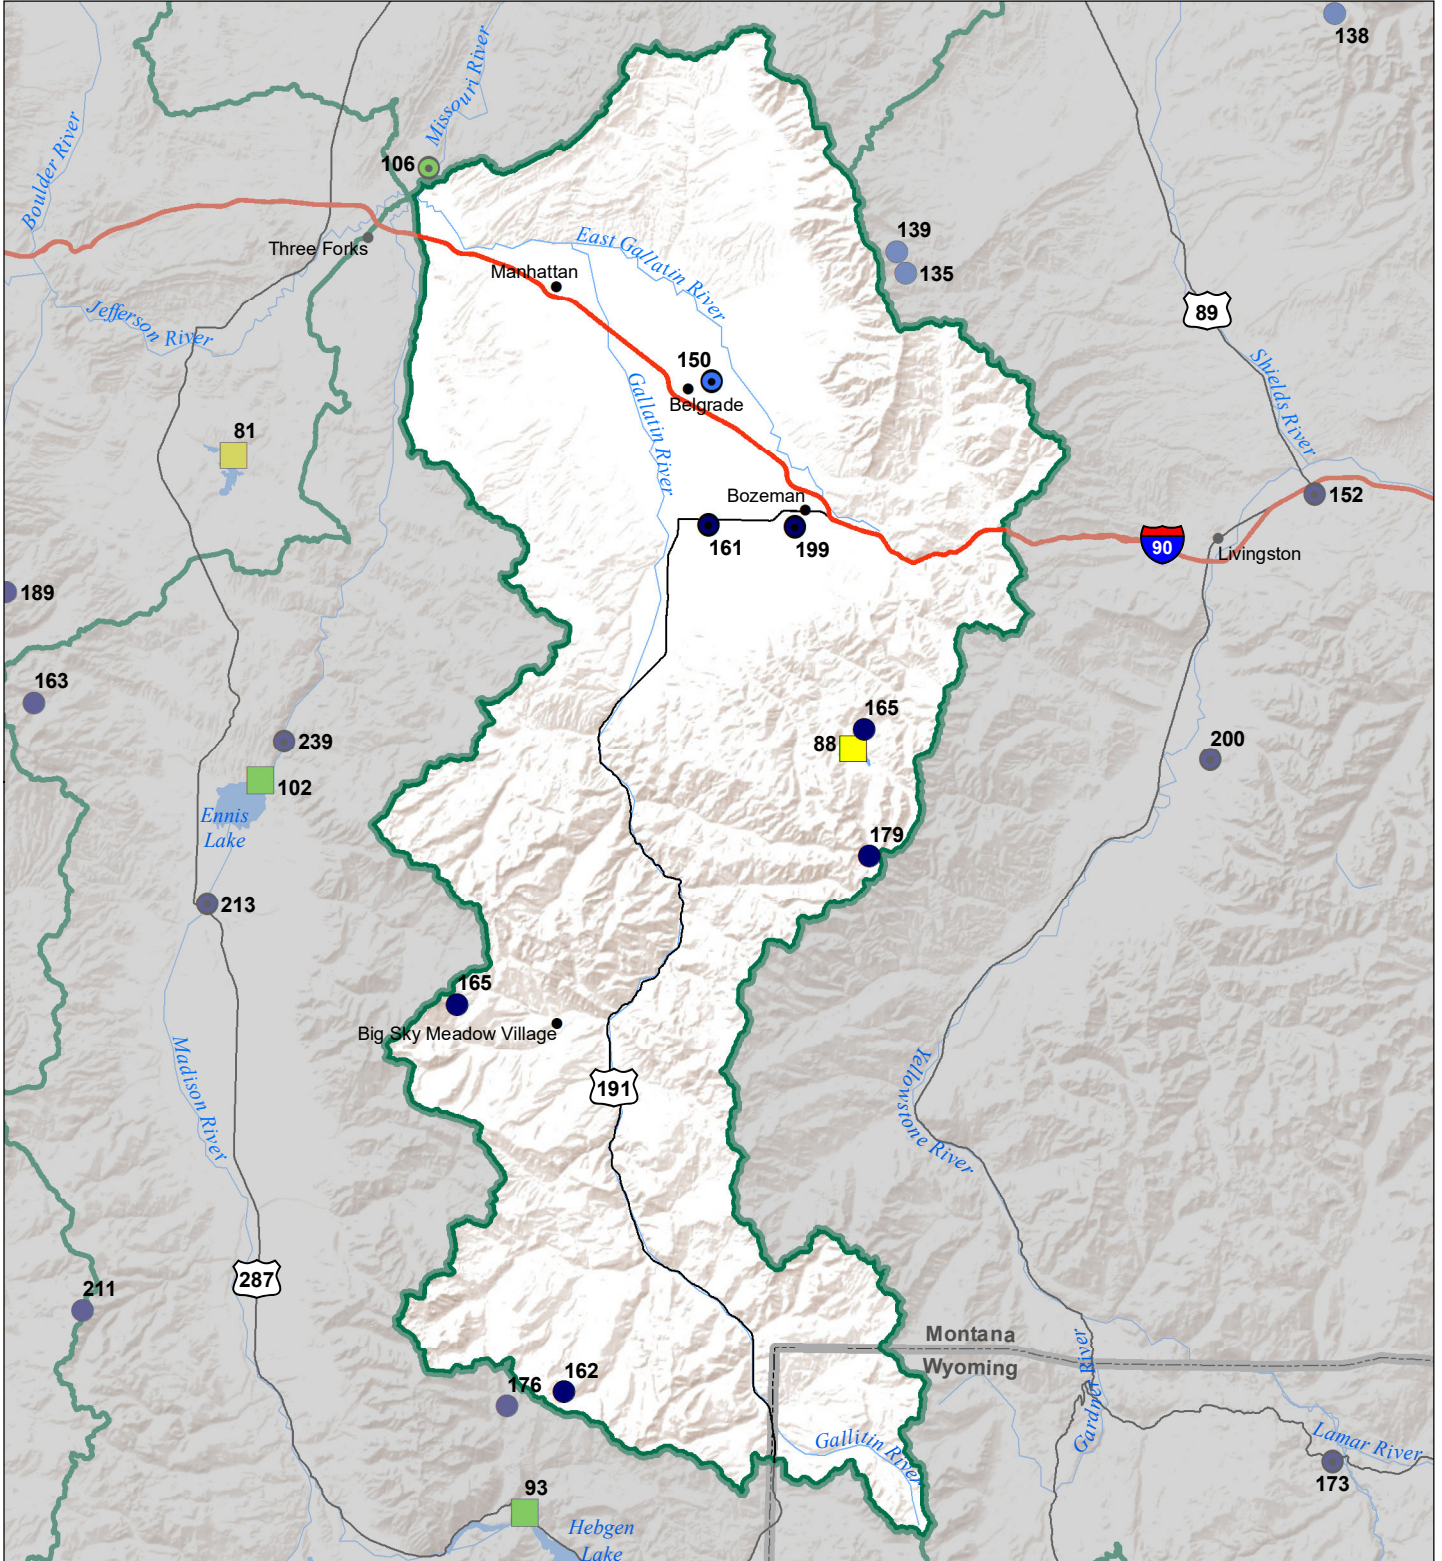 138
Missouri River
Boulder River
106
139
Three Forks
East Gallatin River
135
Manhattan
89
Jefferson River
150
Shields River
Belgrade
Gallatin River
81
Bozeman
152
161
199
90
Livingston
189
163
165
239
88
200
102
Ennis
Lake
179
213
165
Big Sky Meadow Village
Madison River
191
Yellowstone River
287
211
Montana
Wyoming
Gardner River
162
176
Gallitin River
Lamar River
173
93
Hebgen
Lake